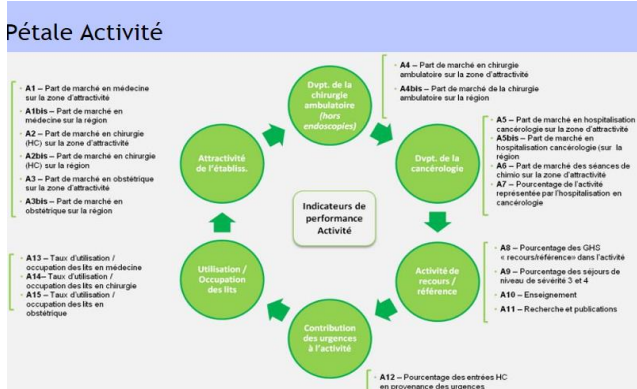 Pétale Activité
A1 – Part de marché en médecine
sur la zone d'attractivité
A1bis – Part de marché en
médecine sur la région
A2 – Part de marché en chirurgie
(HC) sur la zone d'attractivité
A2bis – Part de marché en chirurgie
(HC) sur la région
A3 – Part de marché en obstétrique
sur la zone d'attractivité
A3bis – Part de marché en
obstétrique sur la région
Attractivité
de l'établiss.
Dvpt. de la
chirurgie
ambulatoire
(hors
endoscopies)
A4 – Part de marché en chirurgie
ambulatoire sur la zone d'attractivité
A4bis – Part de marché de la chirurgie
ambulatoire sur la région
Dvpt. de la
cancérologie
A5 – Part de marché en hospitalisation
cancérologie sur la zone d'attractivité
A5bis – Part de marché en
hospitalisation cancérologie (sur la
région
A6 – Part de marché des séances de
chimio sur la zone d'attractivité
A7 – Pourcentage de l'activité
représentée par l'hospitalisation en
cancérologie
Indicateurs de
performance
Activité
Activité de
recours /
référence
A8 – Pourcentage des GHS
« recours/référence» dans l'activité
A9 – Pourcentage des séjours de
niveau de sévérité 3 et 4
A10 – Enseignement
A11 – Recherche et publications
Contribution
des urgences
à l'activité
A12 – Pourcentage des entrées HC
en provenance des urgences
Utilisation /
Occupation
des lits
A13 – Taux d'utilisation /
occupation des lits en médecine
A14– Taux d'utilisation /
occupation des lits en chirurgie
A15 – Taux d'utilisation /
occupation des lits en
obstétrique